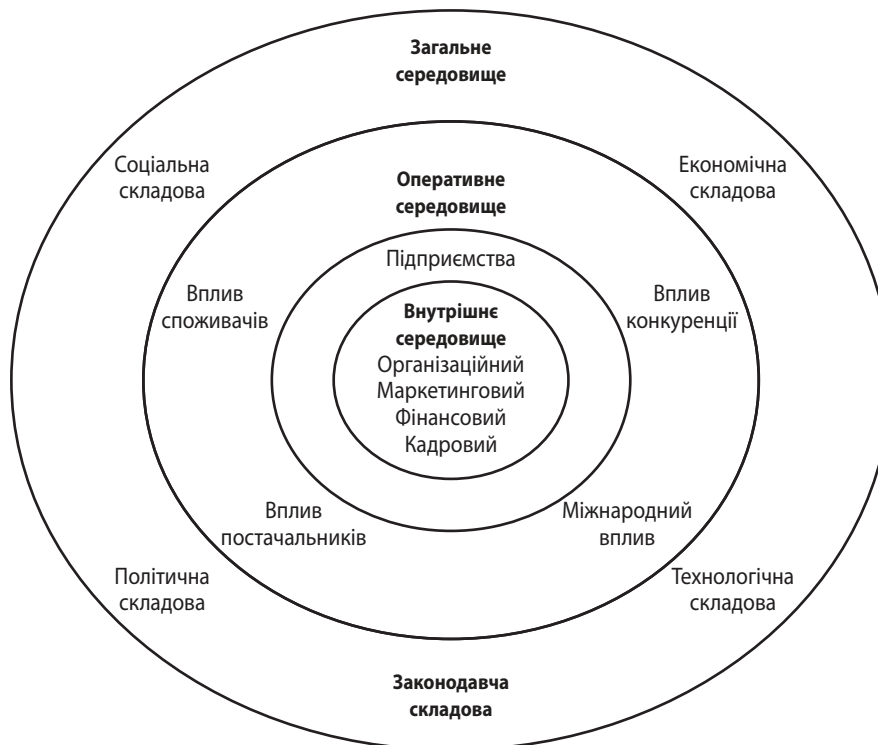 Загальне
середовище
Соціальна
складова
Економічна
складова
Оперативне
середовище
Підприємства
Вплив
споживачів
Вплив
конкуренції
Внутрішнє
середовище
Організаційний
Маркетинговий
Фінансовий
Кадровий
Вплив
постачальників
Міжнародний
вплив
Політична
складова
Технологічна
складова
Законодавча
складова